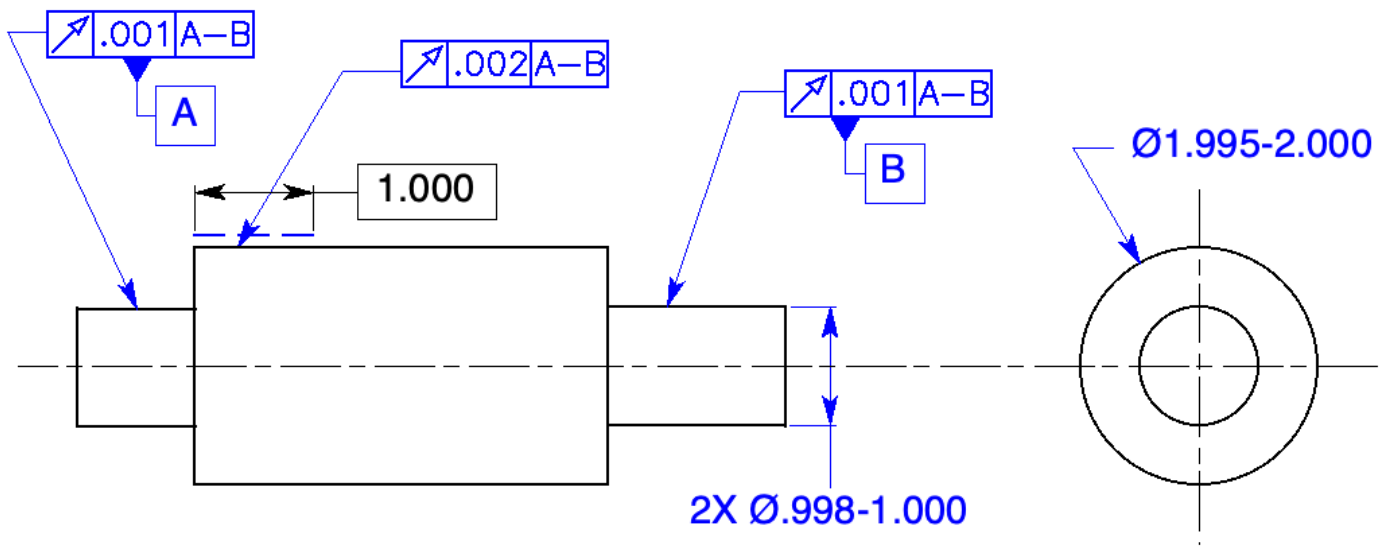 .001 A–B
A
.002 A–B
.001 A–B
B
1.000
Ø1.995-2.000
2X Ø.998-1.000